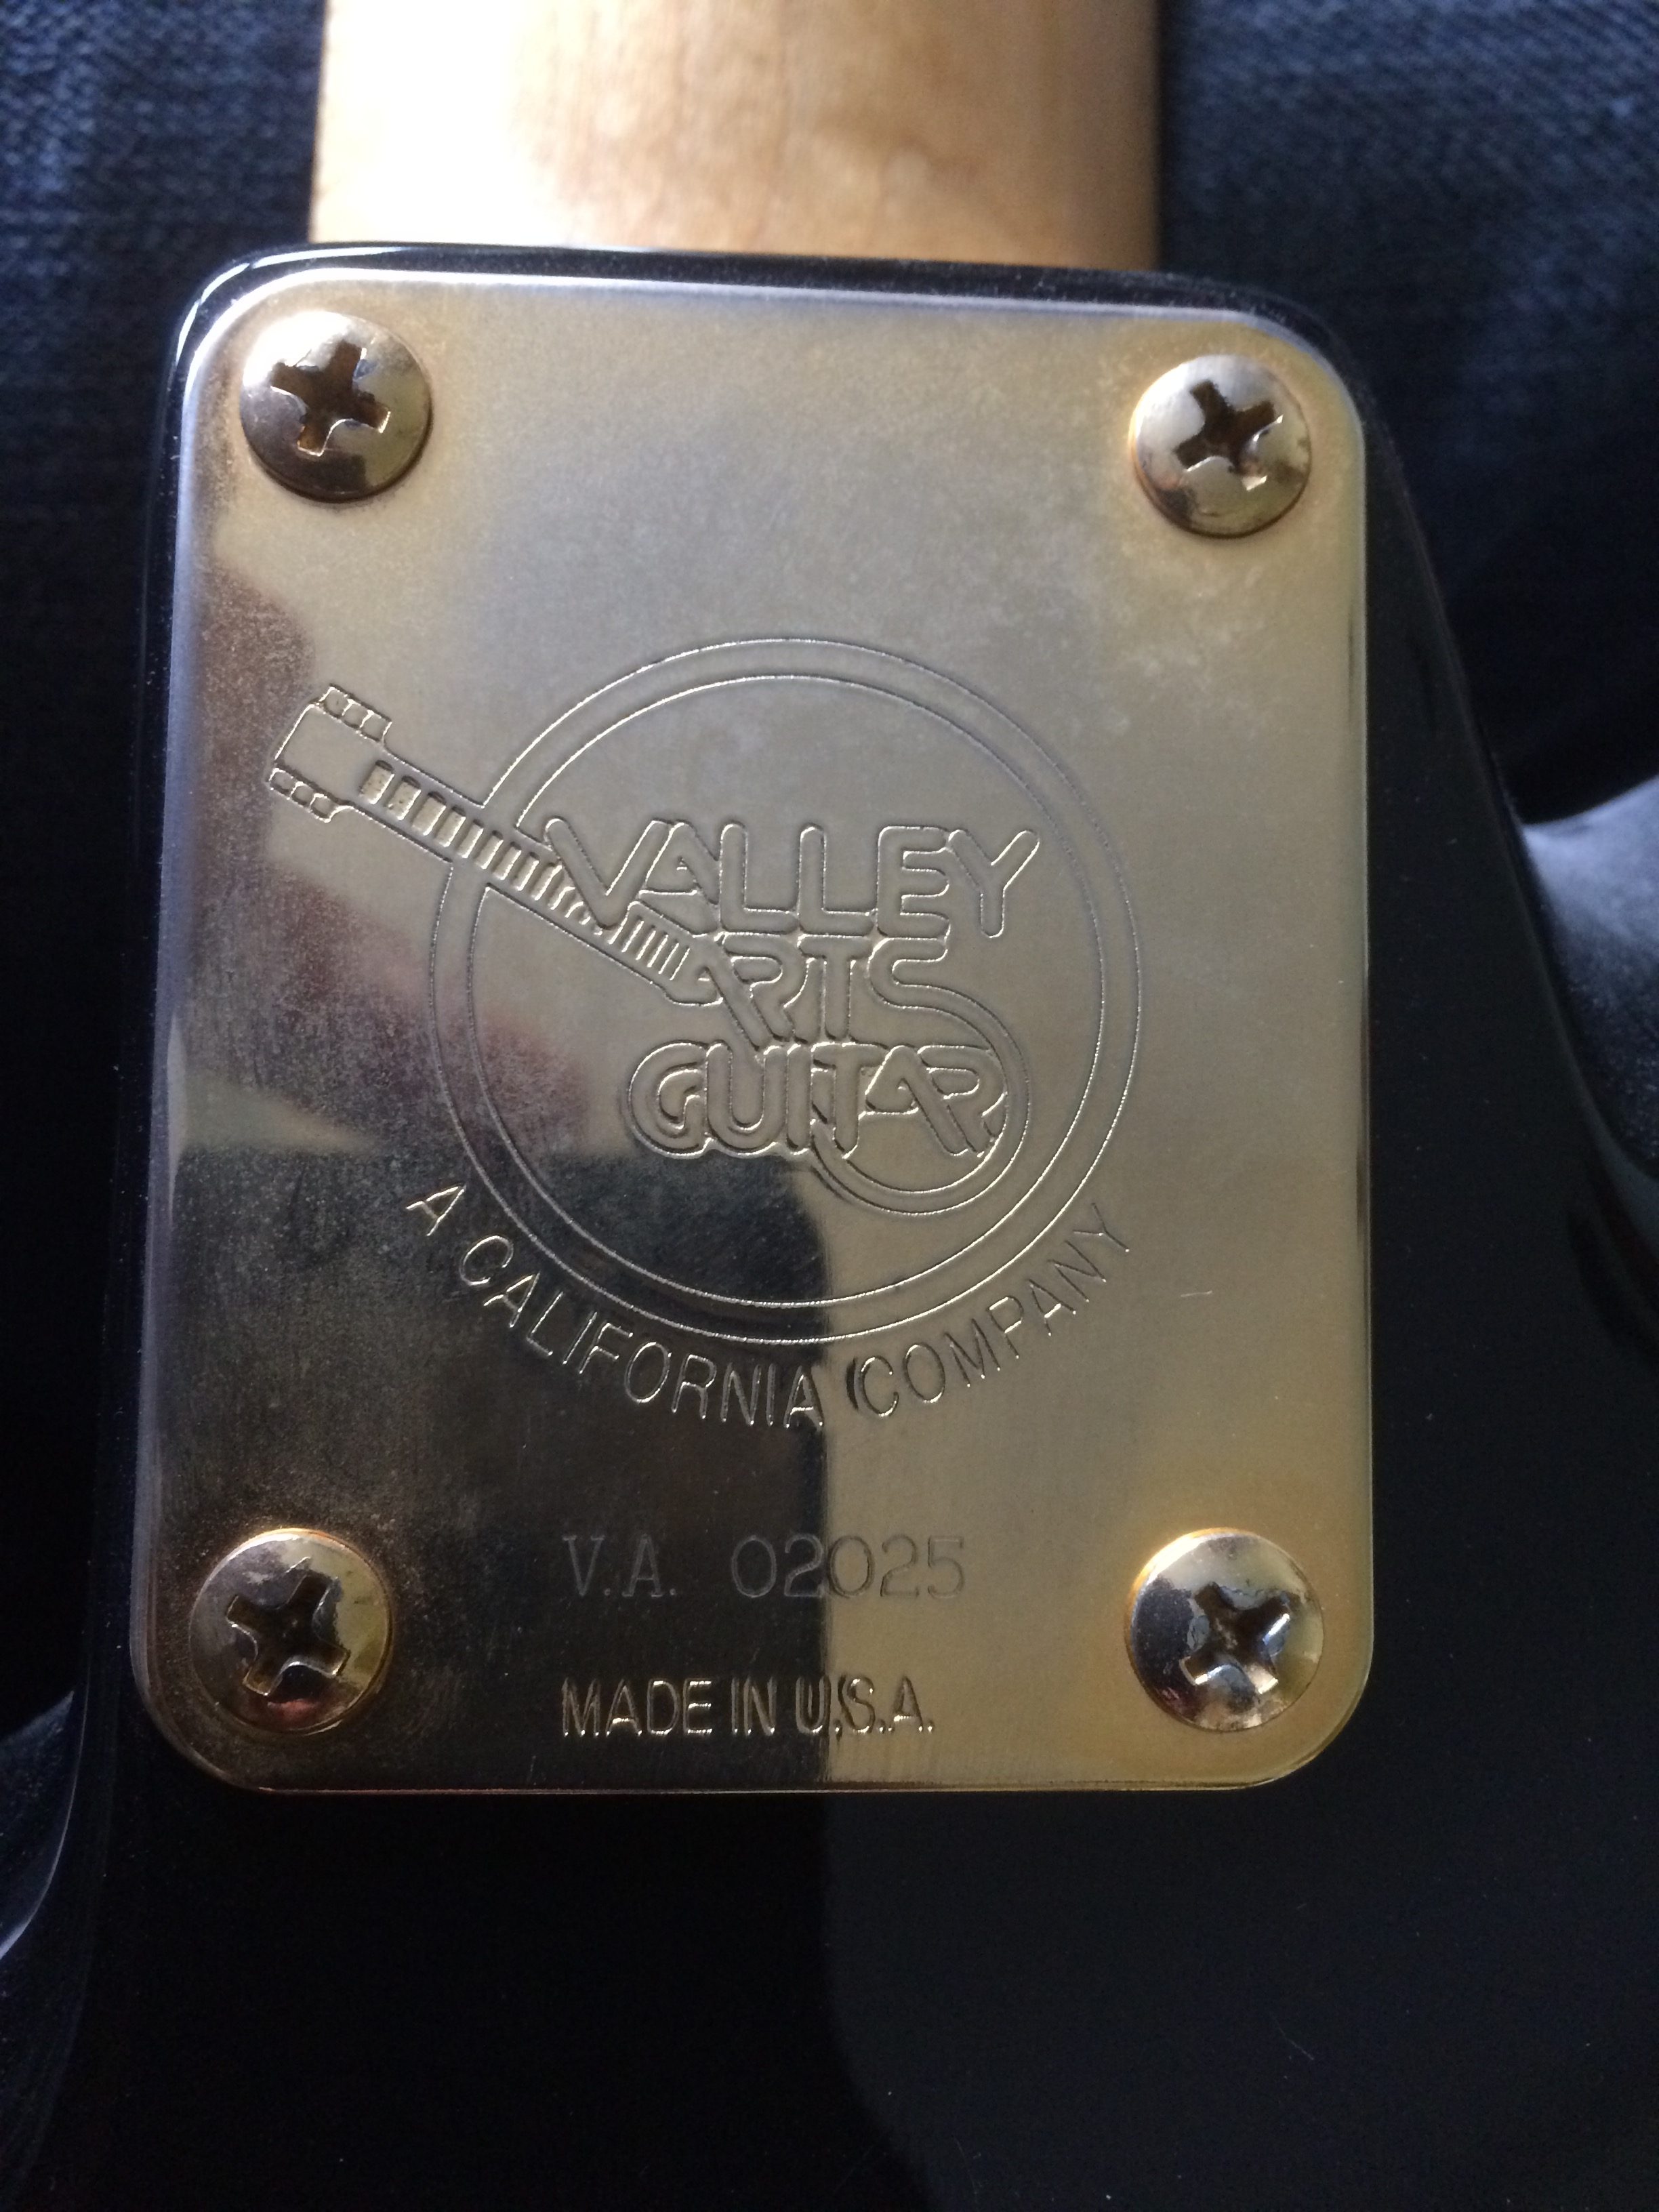 VALLEY
ARTS
GUITAR
A CALIFORNIA COMPANY
V.A. 02025
MADE IN U.S.A.